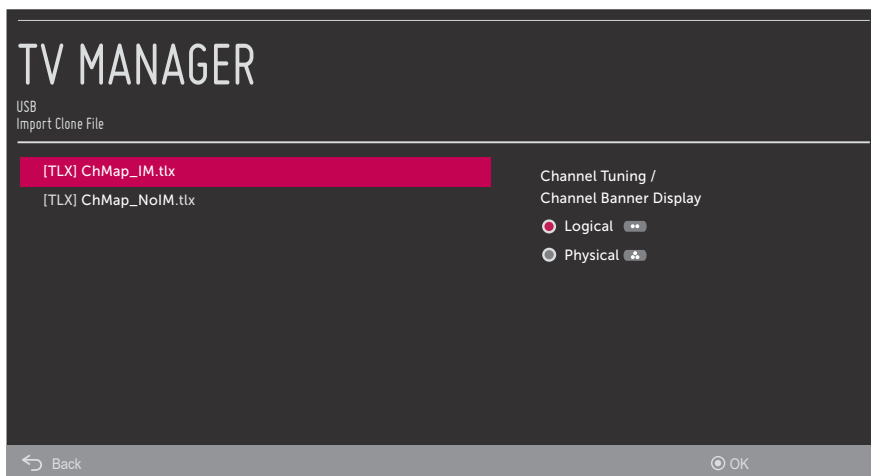 TV MANAGER
USB
Import Clone File
[TLX] ChMap_IM.tlx
[TLX] ChMap_NoIM.tlx
Channel Tuning /
Channel Banner Display
Logical
Physical
Back
OK